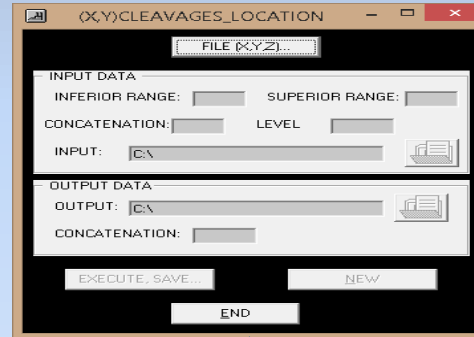 (X,Y)CLEAVAGES_LOCATION
FILE (X,Y,Z)...
INPUT DATA
INFERIOR RANGE: SUPERIOR RANGE:
CONCATENATION: LEVEL
INPUT: C:\
OUTPUT DATA
OUTPUT: C:\
CONCATENATION:
EXECUTE, SAVE... NEW
END